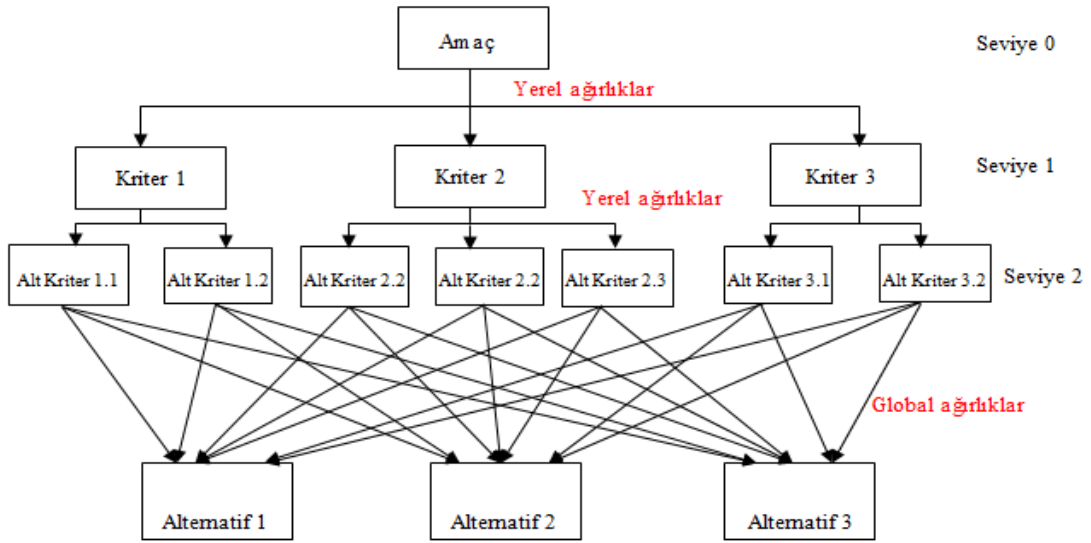 Amaç
Seviye 0
Yerel ağırlıklar
Kriter 1
Kriter 2
Kriter 3
Seviye 1
Yerel ağırlıklar
Alt Kriter 1.1
Alt Kriter 1.2
Alt Kriter 2.2
Alt Kriter 2.2
Alt Kriter 2.3
Alt Kriter 3.1
Alt Kriter 3.2
Seviye 2
Global ağırlıklar
Alternatif 1
Alternatif 2
Alternatif 3